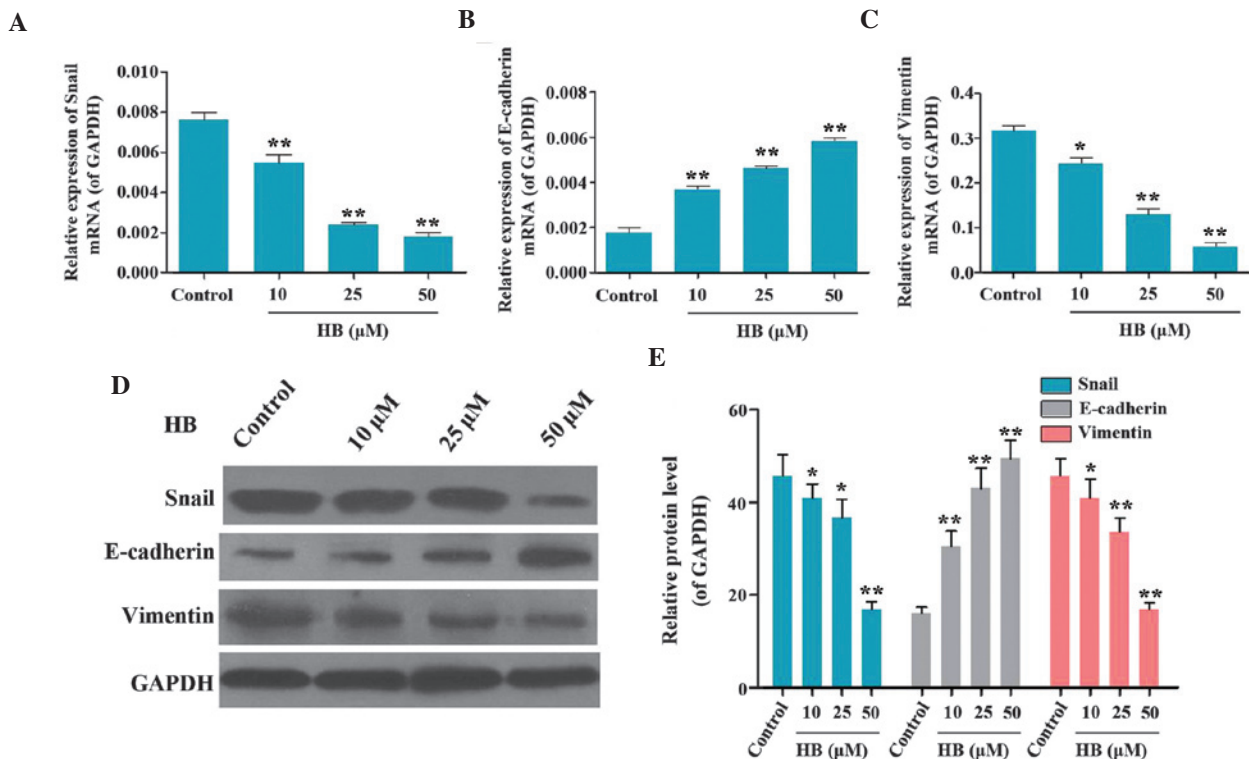 A
Relative expression of Snail
mRNA (of GAPDH)
0.010
0.008
0.006
0.004
0.002
0.000
**
**
**
Control
10
25
50
HB (µM)
B
Relative expression of E-cadherin
mRNA (of GAPDH)
0.008
0.006
0.004
0.002
0.000
**
**
**
Control
10
25
50
HB (µM)
C
Relative expression of Vimentin
mRNA (of GAPDH)
0.4
0.3
0.2
0.1
0.0
*
**
**
Control
10
25
50
HB (µM)
D
HB
Control
10 µM
25 µM
50 µM
Snail
E-cadherin
Vimentin
GAPDH
E
Snail
E-cadherin
Vimentin
Relative protein level
(of GAPDH)
60
40
20
0
*
*
**
**
**
**
*
**
**
Control
10
25
50
HB (µM)
Control
10
25
50
HB (µM)
Control
10
25
50
HB (µM)